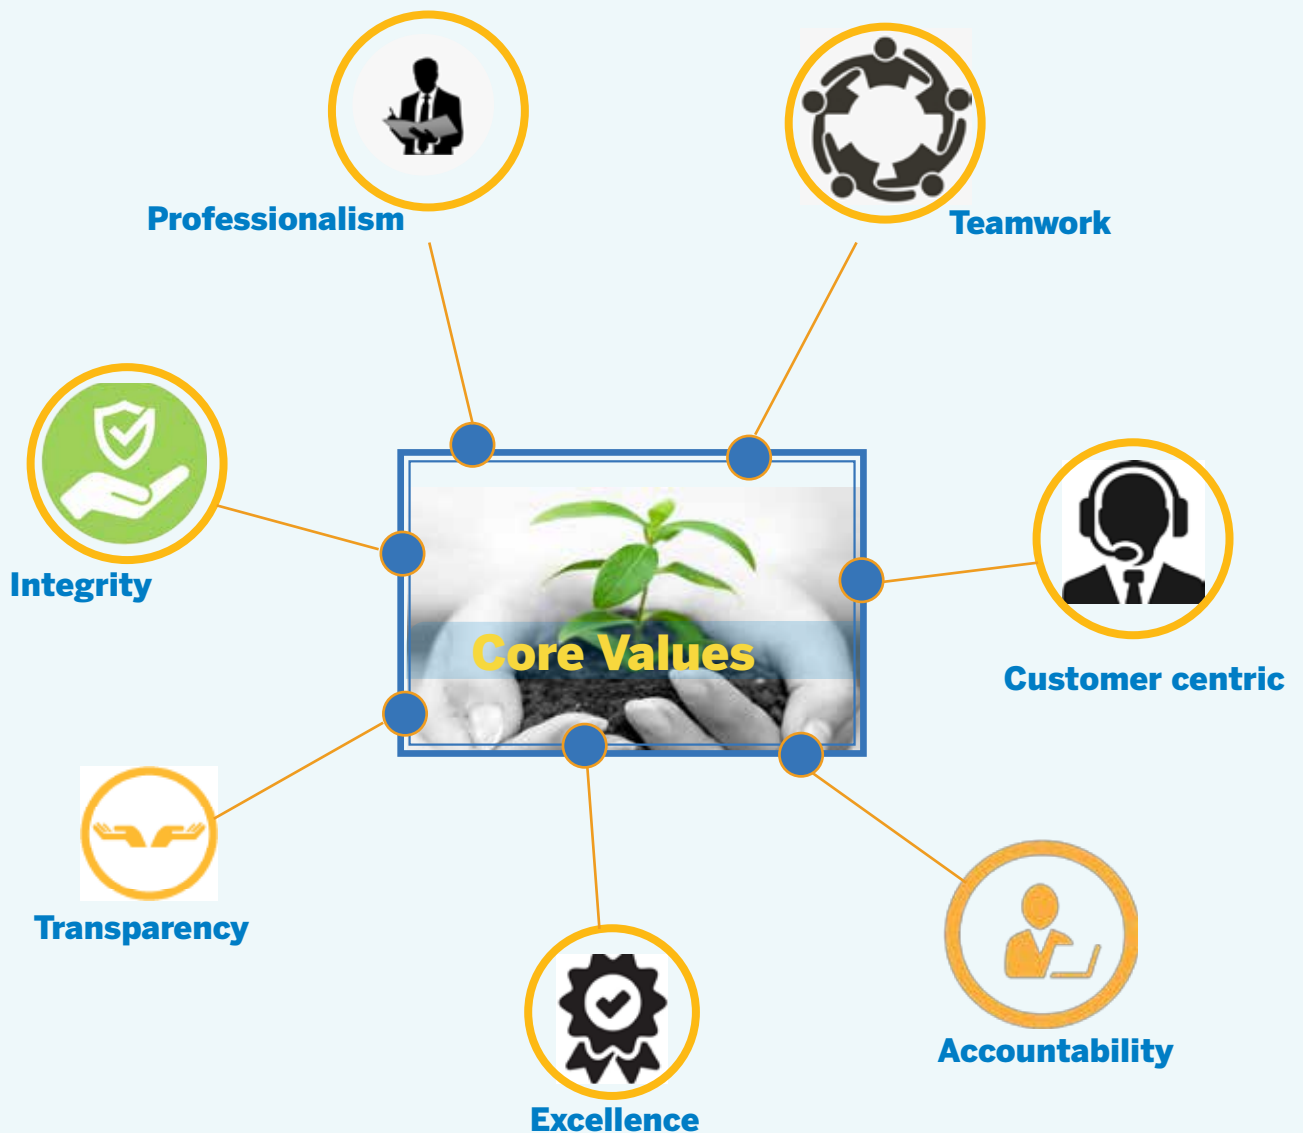 Professionalism
Teamwork
Integrity
Core Values
Customer centric
Transparency
Accountability
Excellence